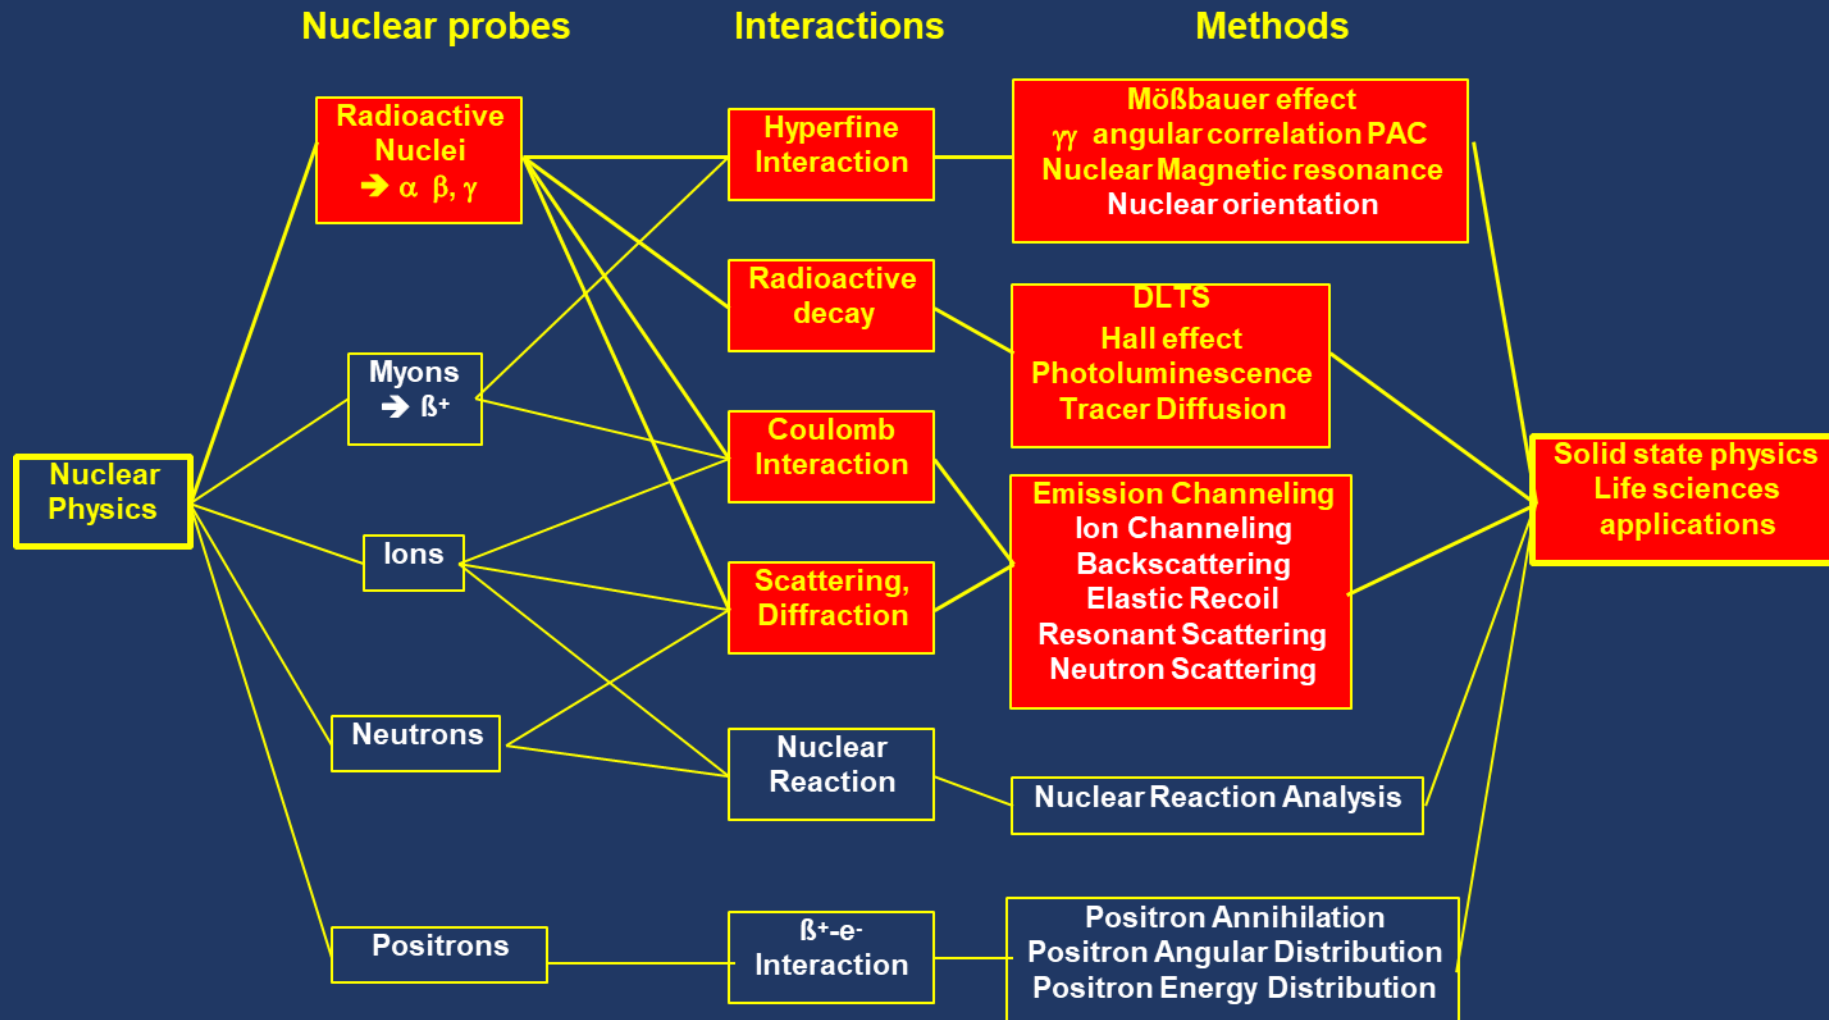 Nuclear probes
Interactions
Methods
Radioactive
Nuclei
➔ α β, γ
Myons
➔ ß⁺
Nuclear
Physics
Ions
Neutrons
Positrons
Hyperfine
Interaction
Radioactive
decay
Coulomb
Interaction
Scattering,
Diffraction
Nuclear
Reaction
ß⁺-e⁻
Interaction
Mößbauer effect
γγ angular correlation PAC
Nuclear Magnetic resonance
Nuclear orientation
DLTS
Hall effect
Photoluminescence
Tracer Diffusion
Emission Channeling
Ion Channeling
Backscattering
Elastic Recoil
Resonant Scattering
Neutron Scattering
Nuclear Reaction Analysis
Positron Annihilation
Positron Angular Distribution
Positron Energy Distribution
Solid state physics
Life sciences
applications